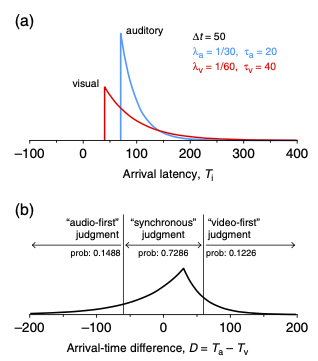 (a)
auditory
Δt = 50
λa = 1/30, τa = 20
λv = 1/60, τv = 40
visual
−100 0 100 200 300 400
Arrival latency, Ti
(b)
“audio-first” “synchronous” “video-first”
judgment judgment judgment
prob: 0.1488 prob: 0.7286 prob: 0.1226
−200 −100 0 100 200
Arrival-time difference, D = Ta − Tv